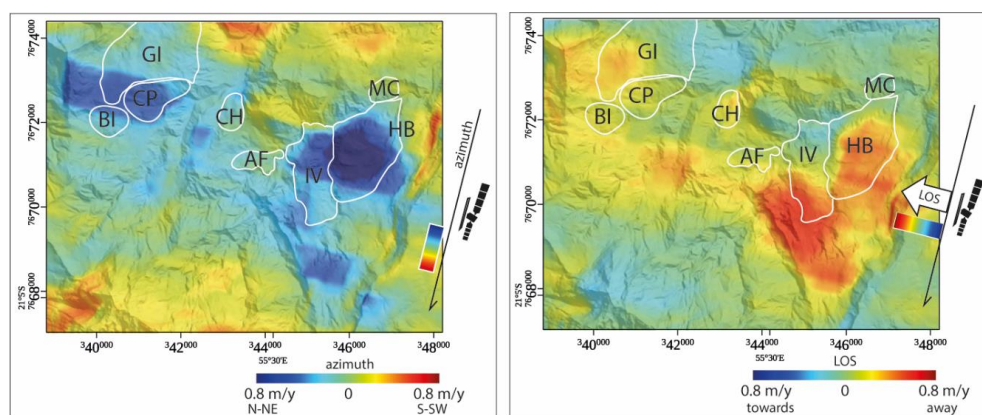 7674⁰⁰⁰
7672⁰⁰⁰
7670⁰⁰⁰
7668⁰⁰⁰
21°5'S
GI
CP
BI
CH
MC
HB
AF
IV
azimuth
340⁰⁰⁰
342⁰⁰⁰
344⁰⁰⁰
346⁰⁰⁰
348⁰⁰⁰
55°30'E
azimuth
0.8 m/y 0 0.8 m/y
N-NE S-SW
7674⁰⁰⁰
7672⁰⁰⁰
7670⁰⁰⁰
7668⁰⁰⁰
21°5'S
GI
CP
BI
CH
MC
HB
AF
IV
LOS
azimuth
340⁰⁰⁰
342⁰⁰⁰
344⁰⁰⁰
346⁰⁰⁰
348⁰⁰⁰
55°30'E
LOS
0.8 m/y 0 0.8 m/y
towards away